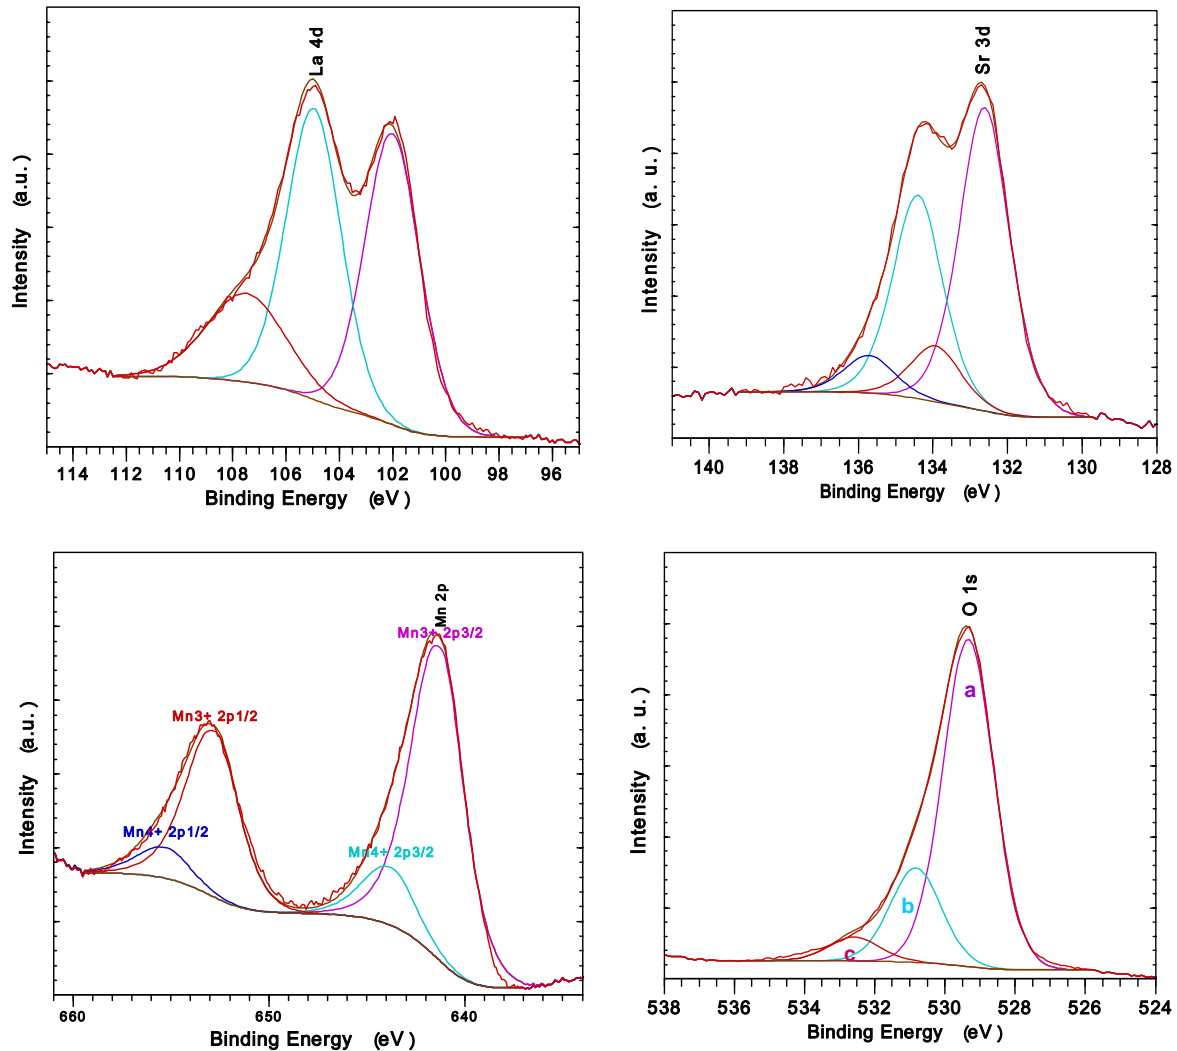 La 4d
Intensity (a.u.)
114 112 110 108 106 104 102 100 98 96
Binding Energy (eV)
Sr 3d
Intensity (a. u.)
140 138 136 134 132 130 128
Binding Energy (eV)
Mn 2p
Mn3+ 2p3/2
Mn3+ 2p1/2
Mn4+ 2p1/2
Mn4+ 2p3/2
Intensity (a.u.)
660 650 640
Binding Energy (eV)
O 1s
a
b
c
Intensity (a. u.)
538 536 534 532 530 528 526 524
Binding Energy (eV)